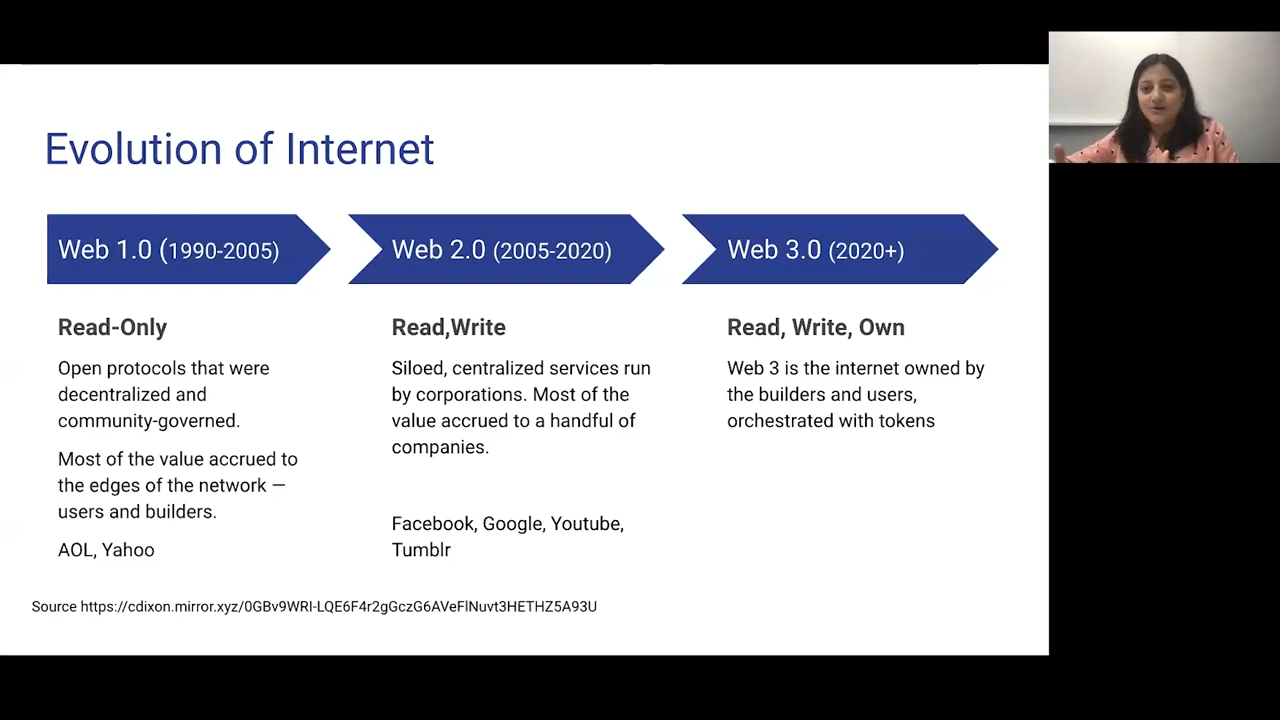 Evolution of Internet
Web 1.0 (1990-2005)
Web 2.0 (2005-2020)
Web 3.0 (2020+)
Read-Only
Open protocols that were
decentralized and
community-governed.
Most of the value accrued to
the edges of the network —
users and builders.
AOL, Yahoo
Read,Write
Siloed, centralized services run
by corporations. Most of the
value accrued to a handful of
companies.
Facebook, Google, Youtube,
Tumblr
Read, Write, Own
Web 3 is the internet owned by
the builders and users,
orchestrated with tokens
Source https://cdixon.mirror.xyz/0GBv9WRI-LQE6F4r2gGczG6AVeFlNuvt3HETHZ5A93U